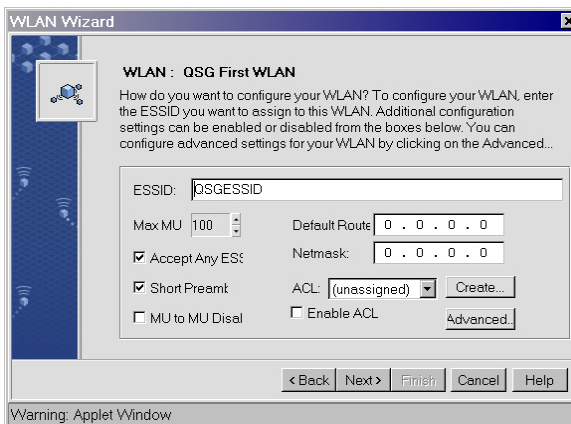 WLAN Wizard
WLAN : QSG First WLAN
How do you want to configure your WLAN? To configure your WLAN, enter
the ESSID you want to assign to this WLAN. Additional configuration
settings can be enabled or disabled from the boxes below. You can
configure advanced settings for your WLAN by clicking on the Advanced...
ESSID: QSGESSID
Max MU 100 Default Route 0 . 0 . 0 . 0
Accept Any ESS Netmask: 0 . 0 . 0 . 0
Short Preamb ACL: (unassigned) Create...
MU to MU Disal Enable ACL Advanced..
< Back Next > Finish Cancel Help
Warning: Applet Window